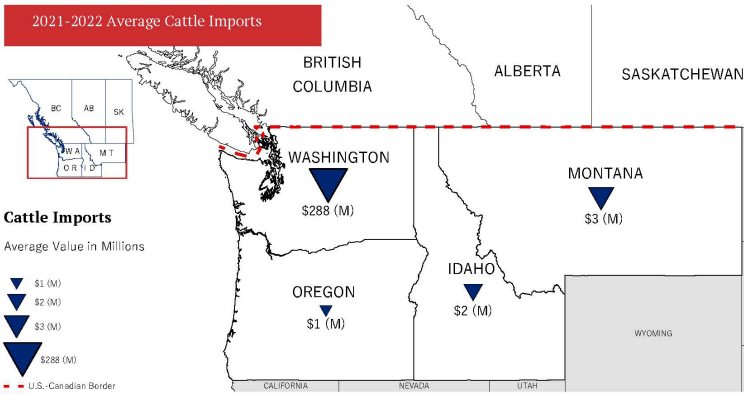 2021-2022 Average Cattle Imports
BRITISH
COLUMBIA
ALBERTA
SASKATCHEWAN
BC
AB
SK
WA
MT
OR
ID
WASHINGTON
$288 (M)
MONTANA
$3 (M)
Cattle Imports
Average Value in Millions
$1 (M)
$2 (M)
$3 (M)
$288 (M)
U.S.-Canadian Border
OREGON
$1 (M)
IDAHO
$2 (M)
WYOMING
CALIFORNIA
NEVADA
UTAH